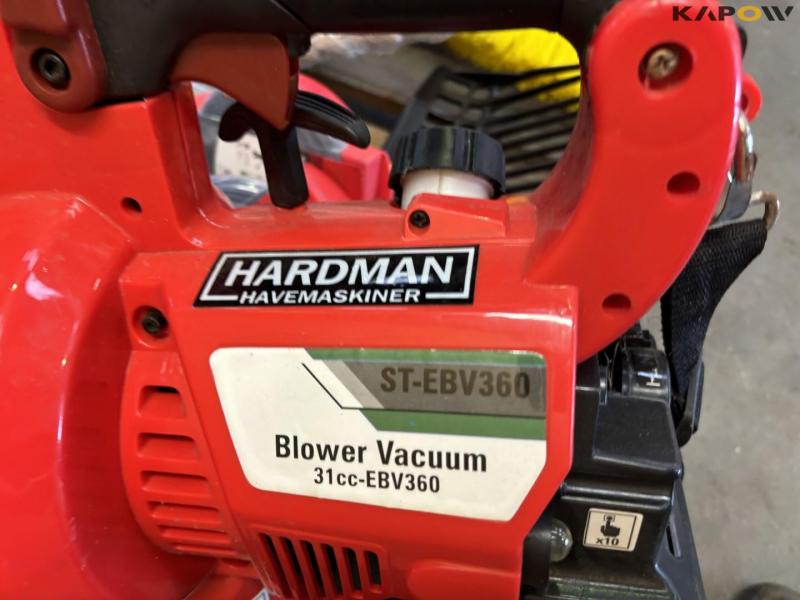 KAPOW
HARDMAN
HAVEMASKINER
ST-EBV360
Blower Vacuum
31cc-EBV360
x10